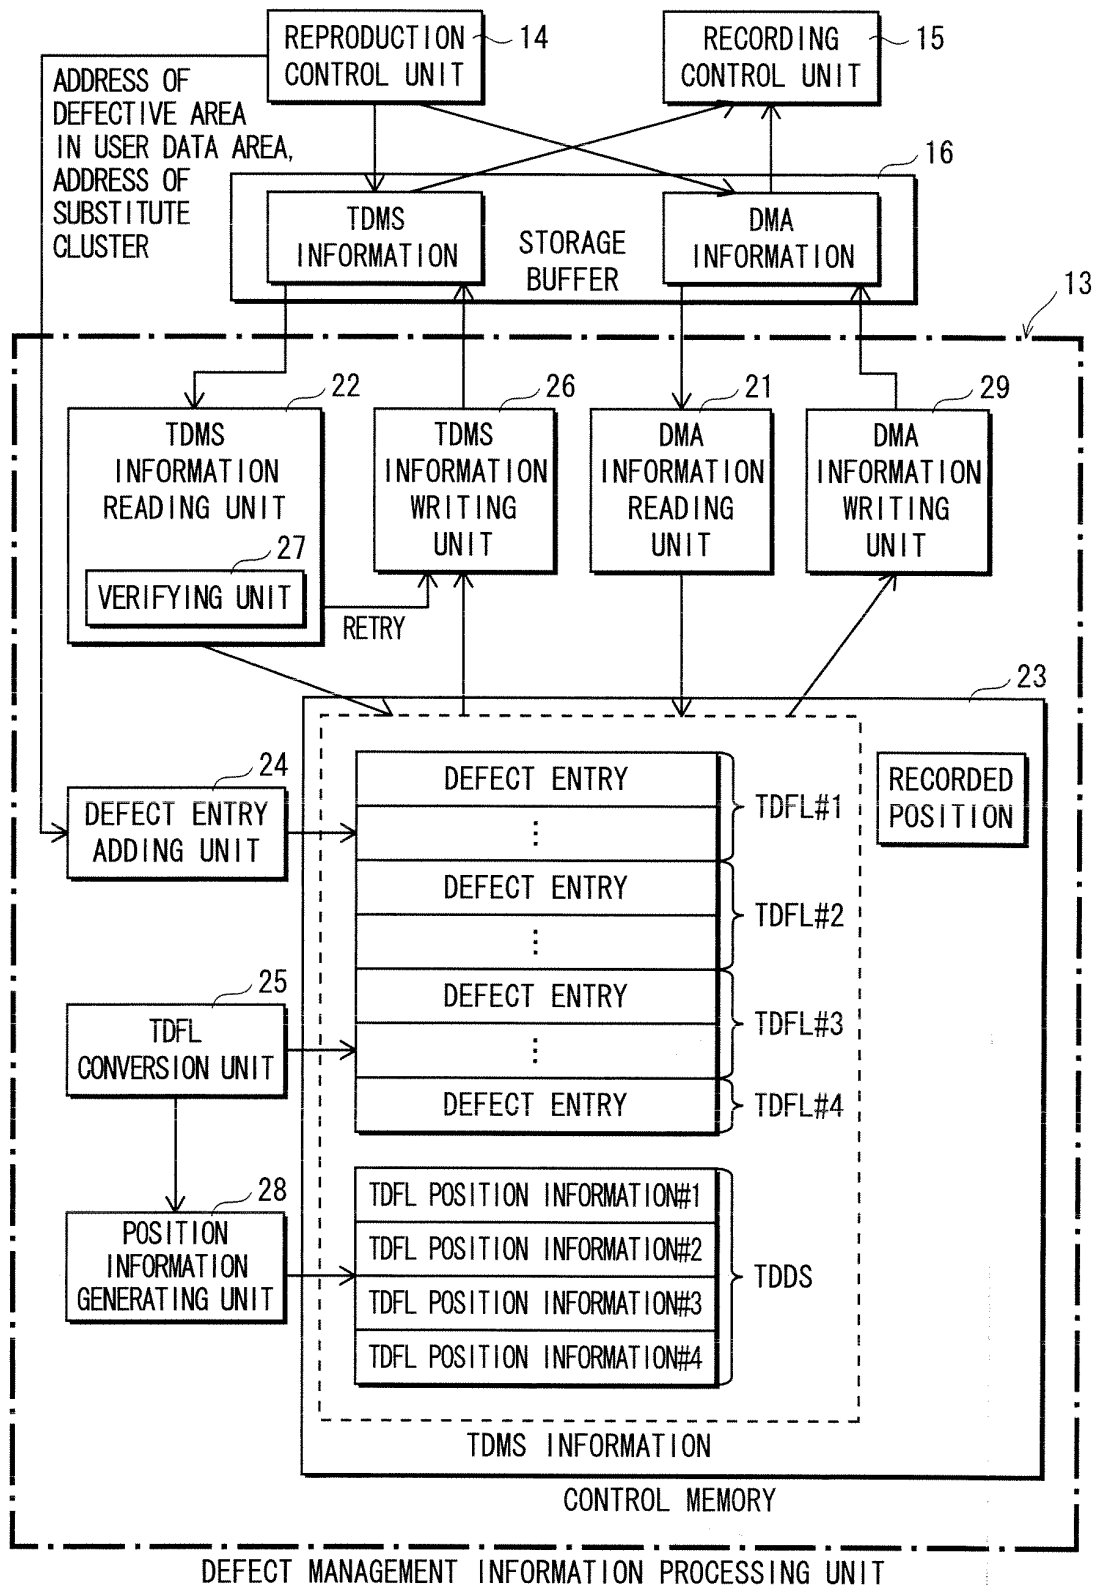 REPRODUCTION
CONTROL UNIT
14
RECORDING
CONTROL UNIT
15
ADDRESS OF
DEFECTIVE AREA
IN USER DATA AREA,
ADDRESS OF
SUBSTITUTE
CLUSTER
16
TDMS
INFORMATION
STORAGE
BUFFER
DMA
INFORMATION
13
22
TDMS
INFORMATION
READING UNIT
27
VERIFYING UNIT
RETRY
26
TDMS
INFORMATION
WRITING
UNIT
21
DMA
INFORMATION
READING
UNIT
29
DMA
INFORMATION
WRITING
UNIT
23
24
DEFECT ENTRY
ADDING UNIT
DEFECT ENTRY
⋮
TDFL#1
RECORDED
POSITION
DEFECT ENTRY
⋮
TDFL#2
25
TDFL
CONVERSION UNIT
DEFECT ENTRY
⋮
TDFL#3
DEFECT ENTRY
TDFL#4
28
POSITION
INFORMATION
GENERATING UNIT
TDFL POSITION INFORMATION#1
TDFL POSITION INFORMATION#2
TDFL POSITION INFORMATION#3
TDFL POSITION INFORMATION#4
TDDS
TDMS INFORMATION
CONTROL MEMORY
DEFECT MANAGEMENT INFORMATION PROCESSING UNIT